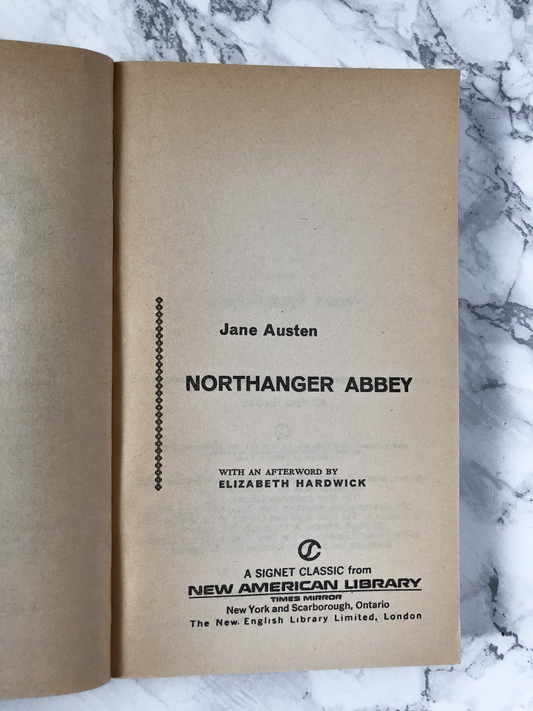 Jane Austen
NORTHANGER ABBEY
WITH AN AFTERWORD BY
ELIZABETH HARDWICK
A SIGNET CLASSIC from
NEW AMERICAN LIBRARY
TIMES MIRROR
New York and Scarborough, Ontario
The New English Library Limited, London